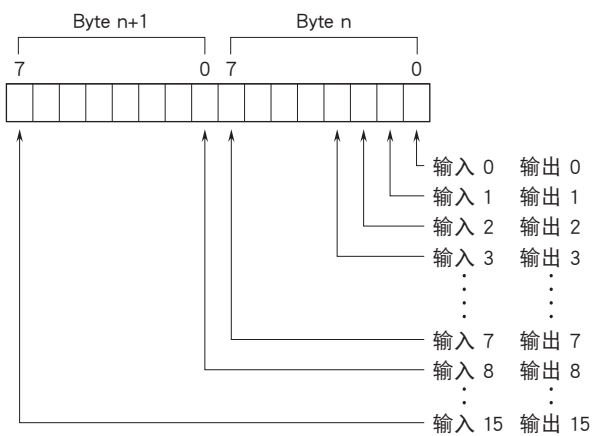 Byte n+1 Byte n
7 0 7 0
输入 0 输出 0
输入 1 输出 1
输入 2 输出 2
输入 3 输出 3
输入 7 输出 7
输入 8 输出 8
输入 15 输出 15